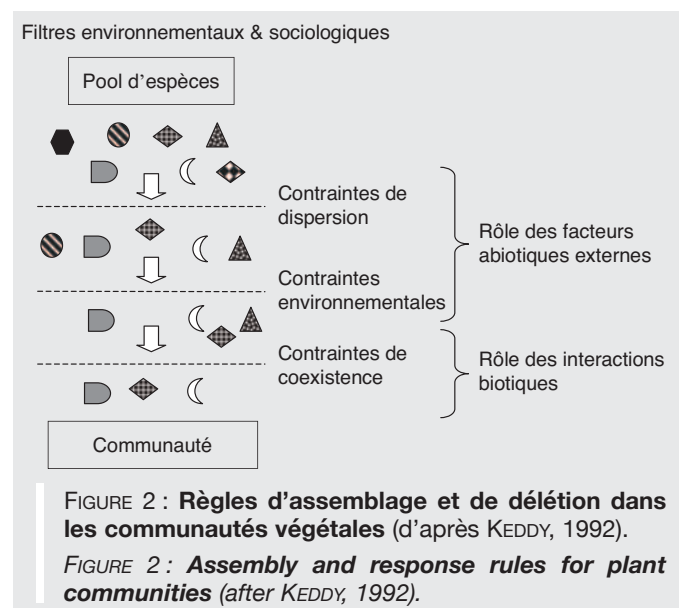 Filtres environnementaux & sociologiques
Pool d'espèces
Contraintes de
dispersion
Rôle des facteurs
abiotiques externes
Contraintes
environnementales
Contraintes de
coexistence
Rôle des interactions
biotiques
Communauté
FIGURE 2 : Règles d'assemblage et de délétion dans
les communautés végétales (d'après KEDDY, 1992).
FIGURE 2 : Assembly and response rules for plant
communities (after KEDDY, 1992).